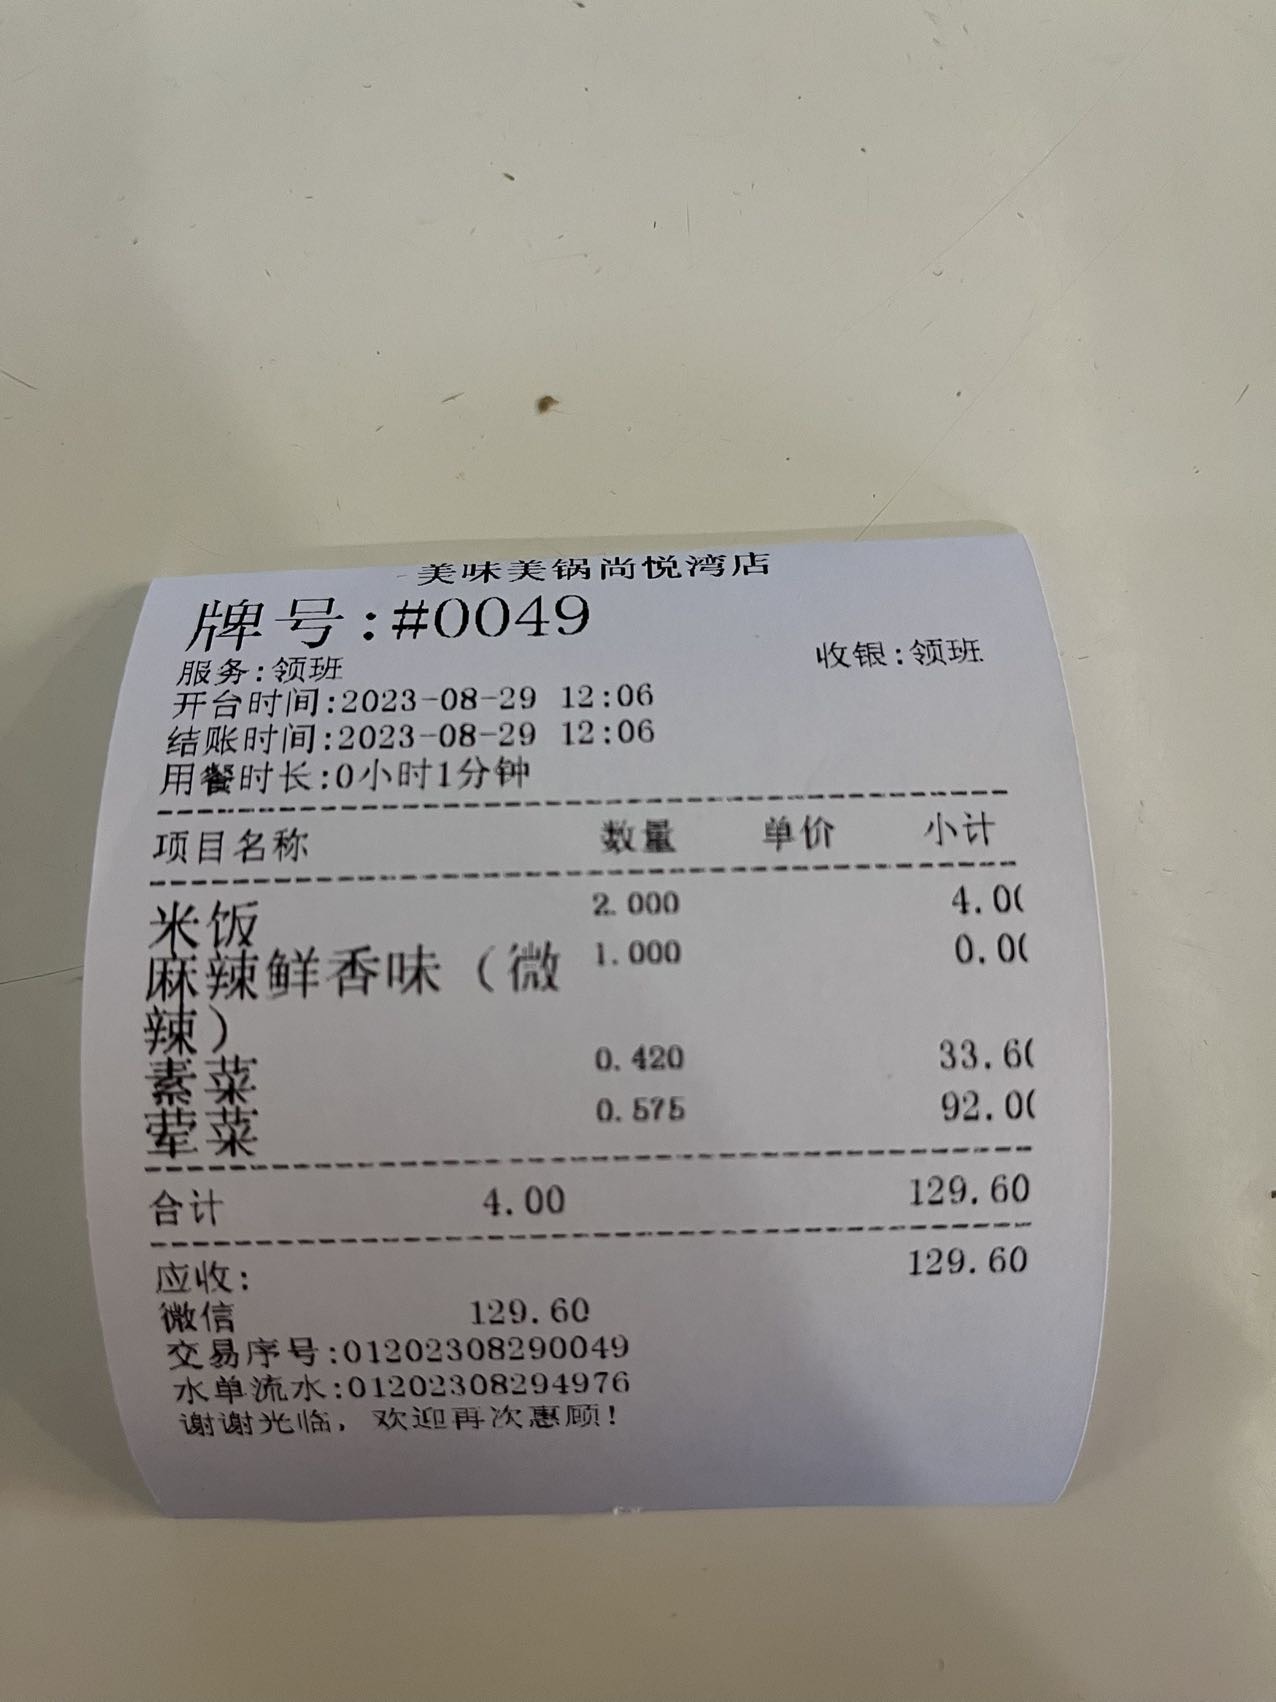 美味美锅尚悦湾店
牌号:#0049
服务:领班 收银:领班
开台时间:2023-08-29 12:06
结账时间:2023-08-29 12:06
用餐时长:0小时1分钟
项目名称 数量 单价 小计
米饭 2.000 4.0
麻辣鲜香味（微 1.000 0.0
辣）
素菜 0.420 33.6
荤菜 0.575 92.0
合计 4.00 129.60
应收: 129.60
微信 129.60
交易序号:01202308290049
水单流水:01202308294976
谢谢光临，欢迎再次惠顾！